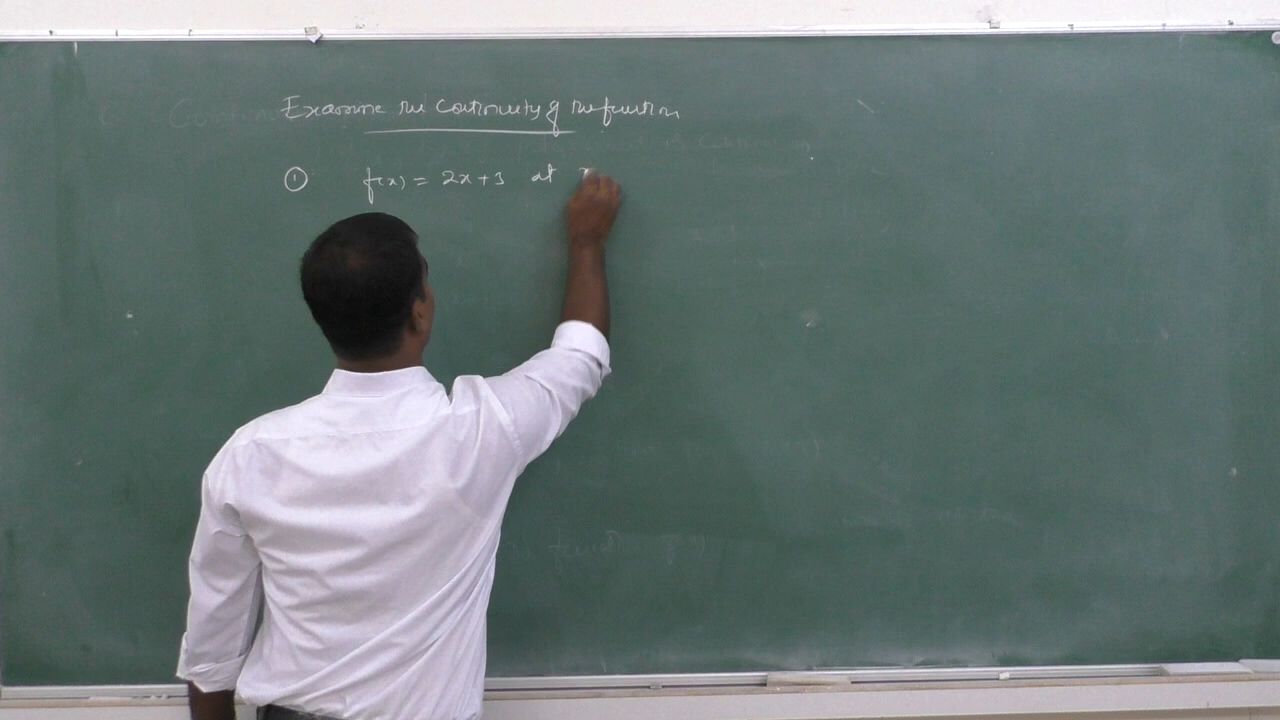 Examine the Continuity of the function
① f(x) = 2x+3 at x